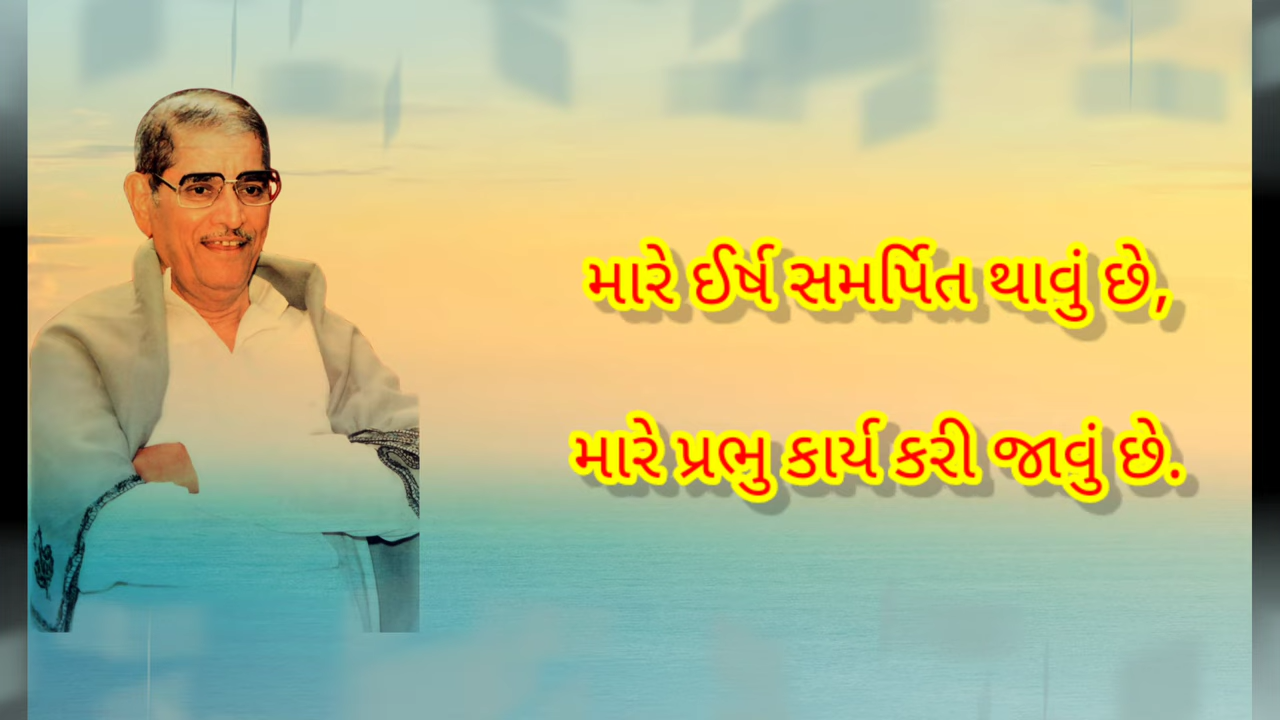 મારે ઈર્ષ સમર્પિત થાવું છે,
મારે પ્રભુ કાર્ય કરી જાવું છે.